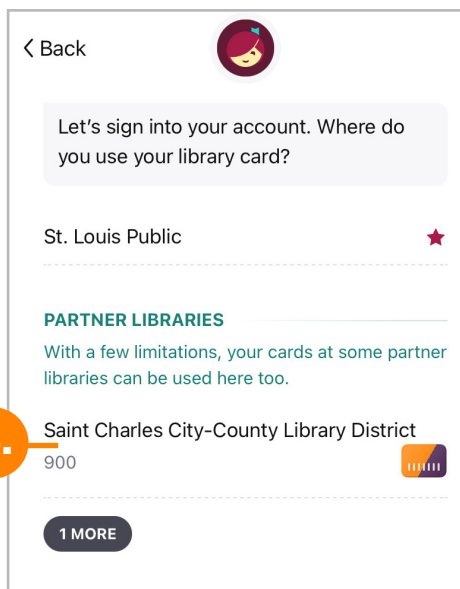 Back
Let’s sign into your account. Where do
you use your library card?
St. Louis Public
PARTNER LIBRARIES
With a few limitations, your cards at some partner
libraries can be used here too.
Saint Charles City-County Library District
900
1 MORE